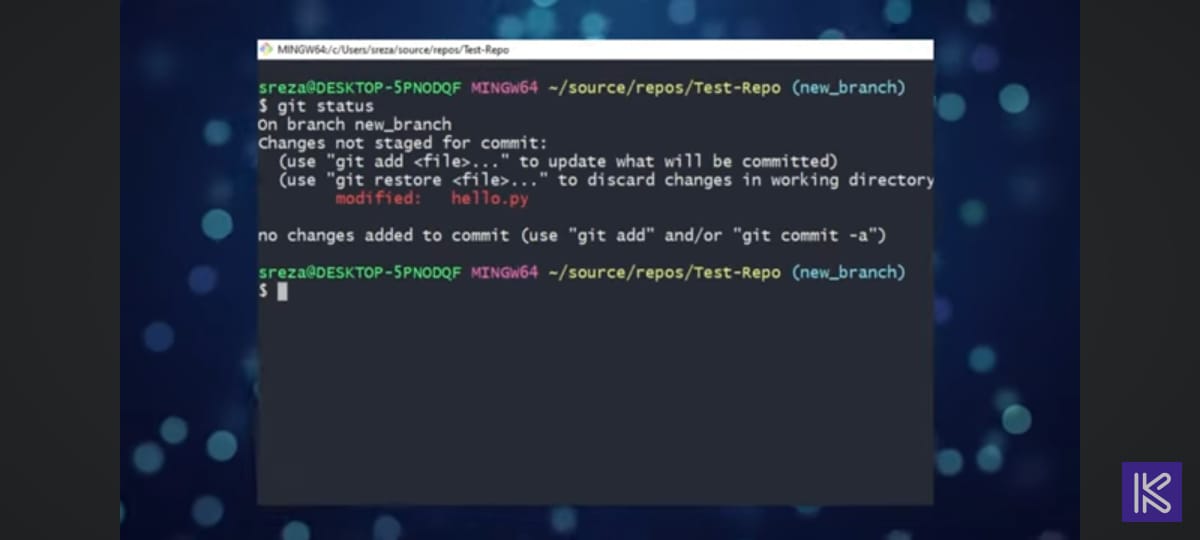 MINGW64:/c/Users/sreza/source/repos/Test-Repo
sreza@DESKTOP-5PNODQF MINGW64 ~/source/repos/Test-Repo (new_branch)
$ git status
On branch new_branch
Changes not staged for commit:
  (use "git add <file>..." to update what will be committed)
  (use "git restore <file>..." to discard changes in working directory
        modified:   hello.py
no changes added to commit (use "git add" and/or "git commit -a")
sreza@DESKTOP-5PNODQF MINGW64 ~/source/repos/Test-Repo (new_branch)
$